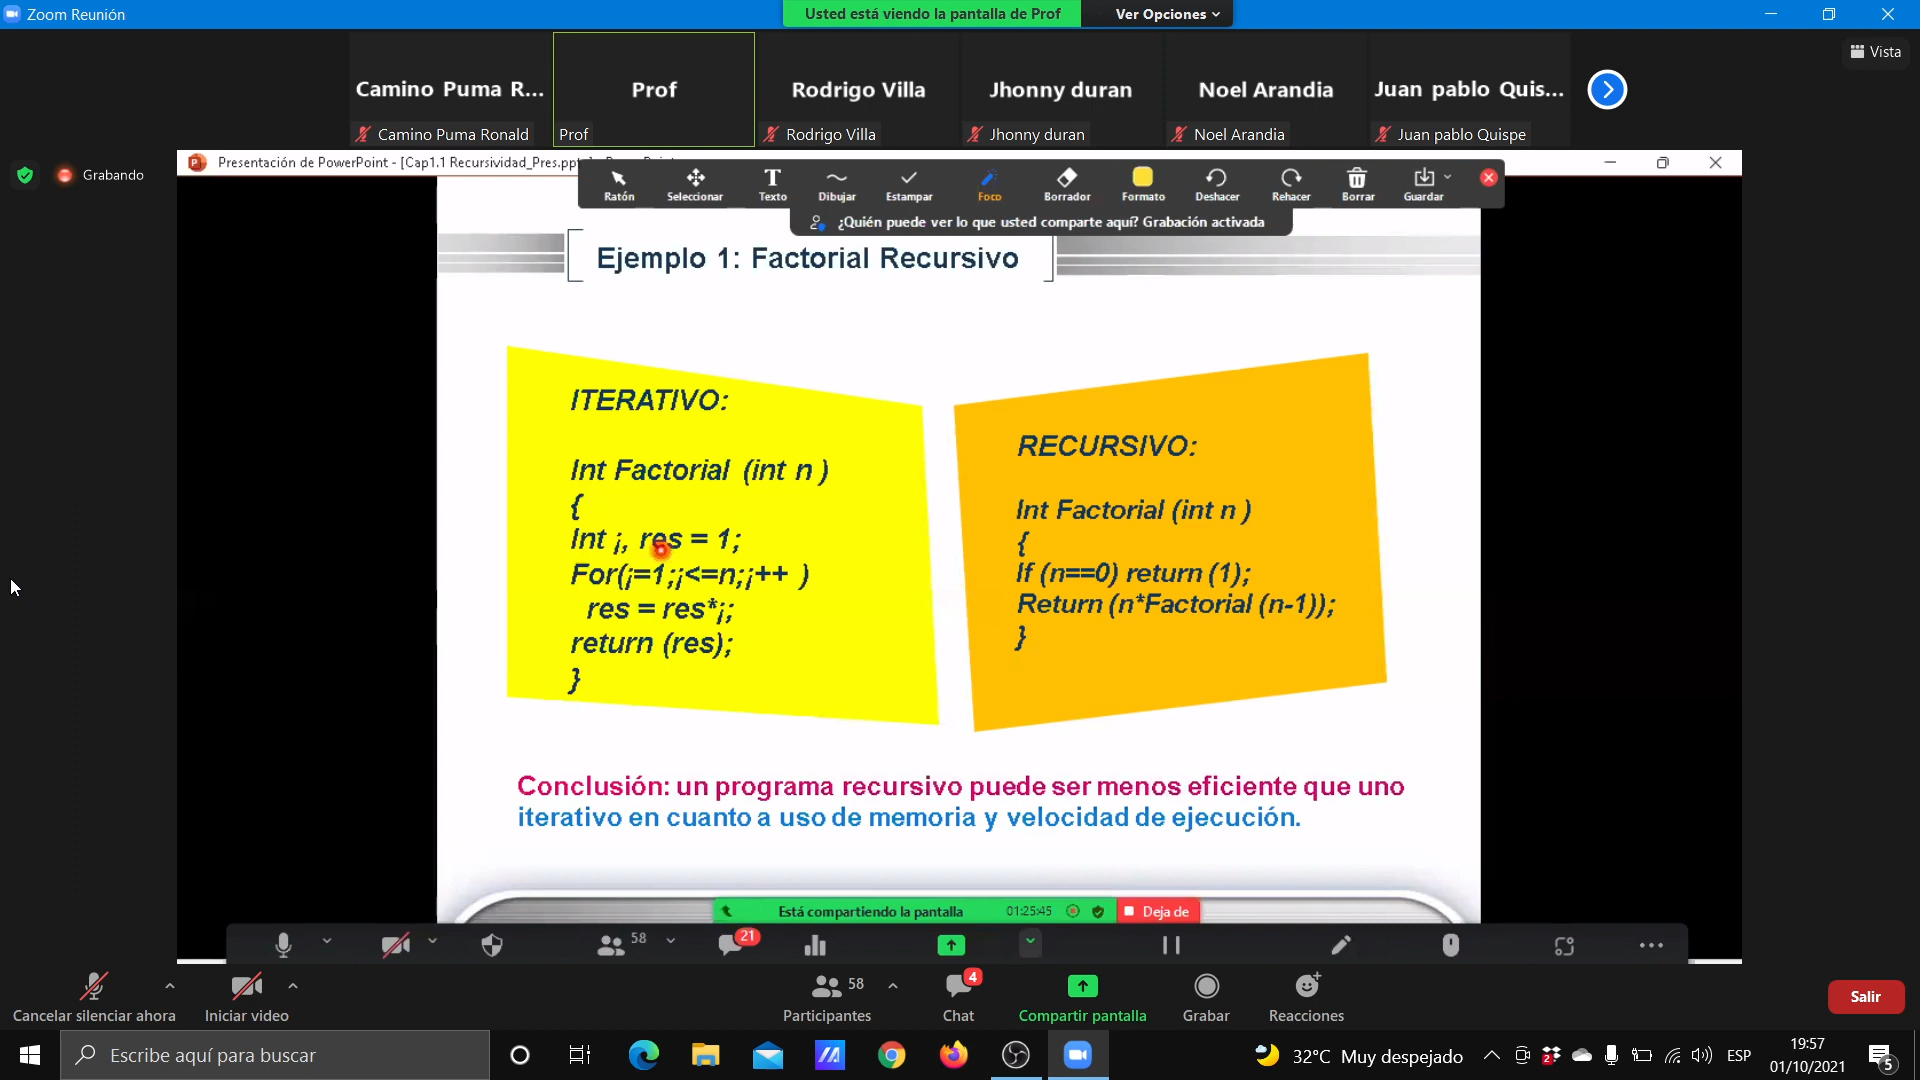 Zoom Reunión
Usted está viendo la pantalla de Prof
Ver Opciones
Vista
Camino Puma R...
Prof
Rodrigo Villa
Jhonny duran
Noel Arandia
Juan pablo Quis...
Camino Puma Ronald
Prof
Rodrigo Villa
Jhonny duran
Noel Arandia
Juan pablo Quispe
Grabando
Presentación de PowerPoint - [Cap1.1 Recursividad_Pres.ppt
Ratón
Seleccionar
Texto
Dibujar
Estampar
Foco
Borrador
Formato
Deshacer
Rehacer
Borrar
Guardar
¿Quién puede ver lo que usted comparte aquí? Grabación activada
Ejemplo 1: Factorial Recursivo
ITERATIVO:
Int Factorial (int n )
{
Int ¡, res = 1;
For(¡=1;¡<=n;¡++ )
res = res*¡;
return (res);
}
RECURSIVO:
Int Factorial (int n )
{
If (n==0) return (1);
Return (n*Factorial (n-1));
}
Conclusión: un programa recursivo puede ser menos eficiente que uno
iterativo en cuanto a uso de memoria y velocidad de ejecución.
Está compartiendo la pantalla
01:25:45
Deja de
58
21
Cancelar silenciar ahora
Iniciar video
58
Participantes
4
Chat
Compartir pantalla
Grabar
Reacciones
Salir
Escribe aquí para buscar
32°C Muy despejado
2
ESP
19:57
01/10/2021
5